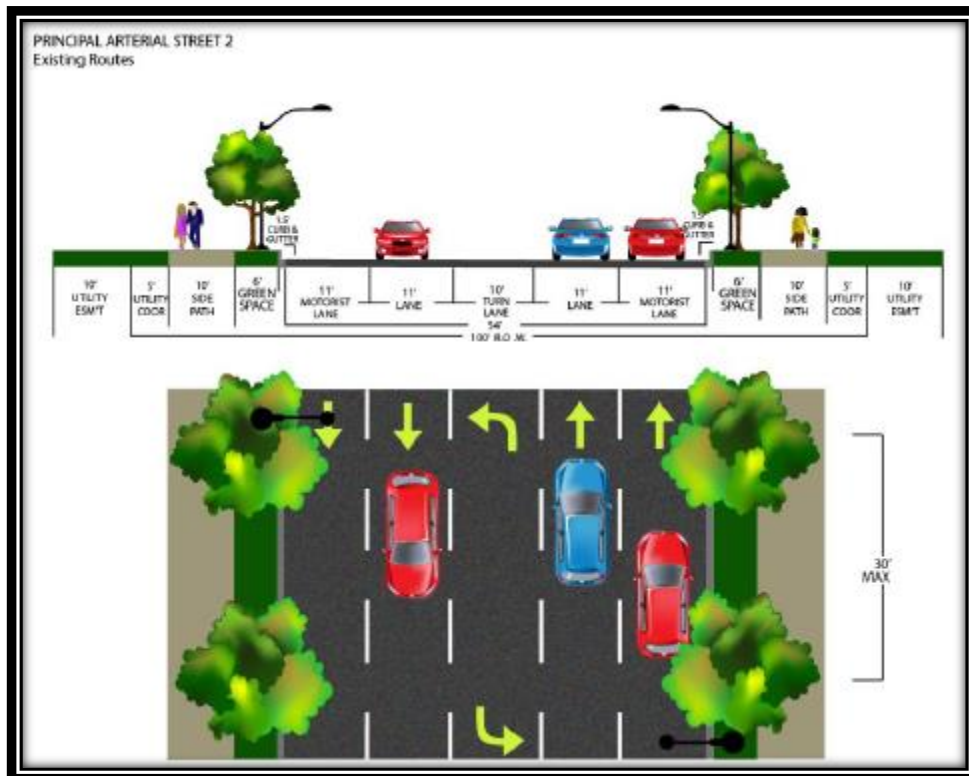 PRINCIPAL ARTERIAL STREET 2
Existing Routes
1.5'
CURB &
GUTTER
1.5'
CURB &
GUTTER
10'
UTILITY
ESM'T
5'
UTILITY
COOR
10'
SIDE
PATH
6'
GREEN
SPACE
11'
MOTORIST
LANE
11'
LANE
10'
TURN
LANE
11'
LANE
11'
MOTORIST
LANE
6'
GREEN
SPACE
10'
SIDE
PATH
5'
UTILITY
COOR
10'
UTILITY
ESM'T
54'
100' R.O.W.
30'
MAX